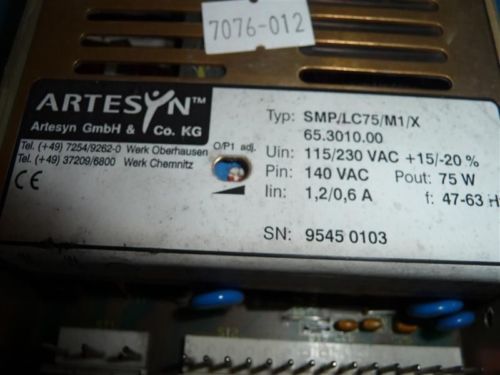 7076-012
ARTESYN™
Artesyn GmbH & Co. KG
Tel. (+49) 7254/9262-0 Werk Oberhausen
Tel. (+49) 37209/6800 Werk Chemnitz
CE
O/P1 adj.
Typ: SMP/LC75/M1/X
65.3010.00
Uin: 115/230 VAC +15/-20 %
Pin: 140 VAC Pout: 75 W
Iin: 1,2/0,6 A f: 47-63 H
SN: 9545 0103